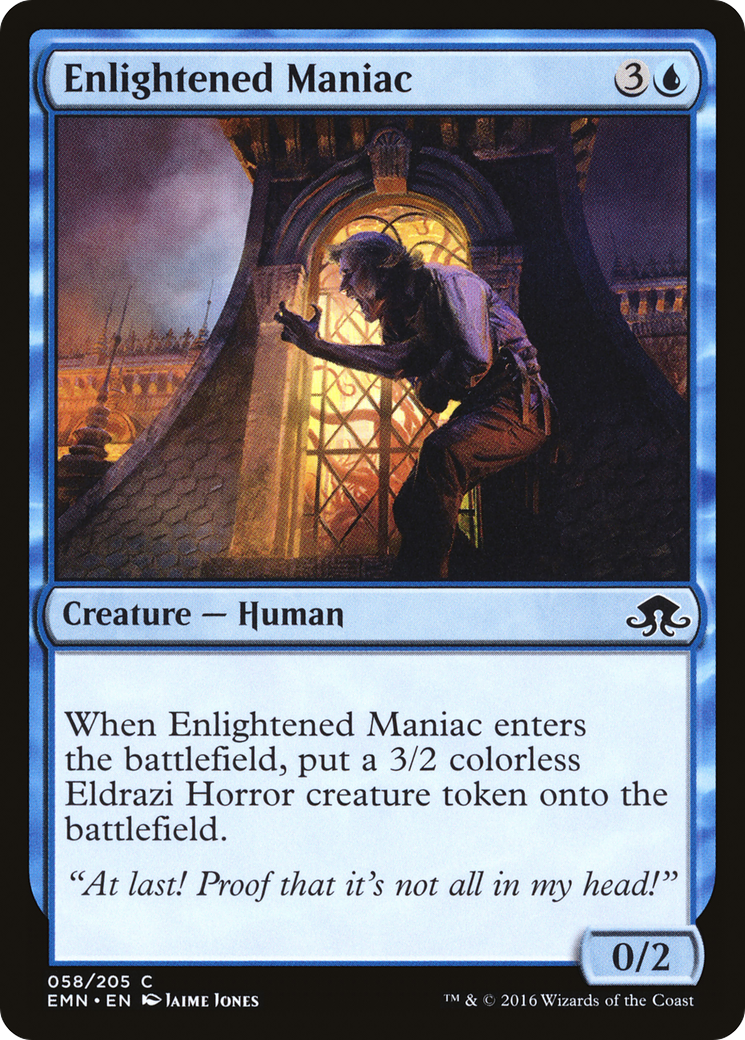 Enlightened Maniac 3
Creature — Human
When Enlightened Maniac enters
the battlefield, put a 3/2 colorless
Eldrazi Horror creature token onto the
battlefield.
“At last! Proof that it’s not all in my head!”
0/2
058/205 C
EMN • EN Jaime Jones
™ & © 2016 Wizards of the Coast